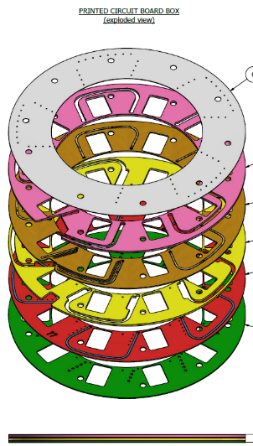 PRINTED CIRCUIT BOARD BOX
(exploded view)